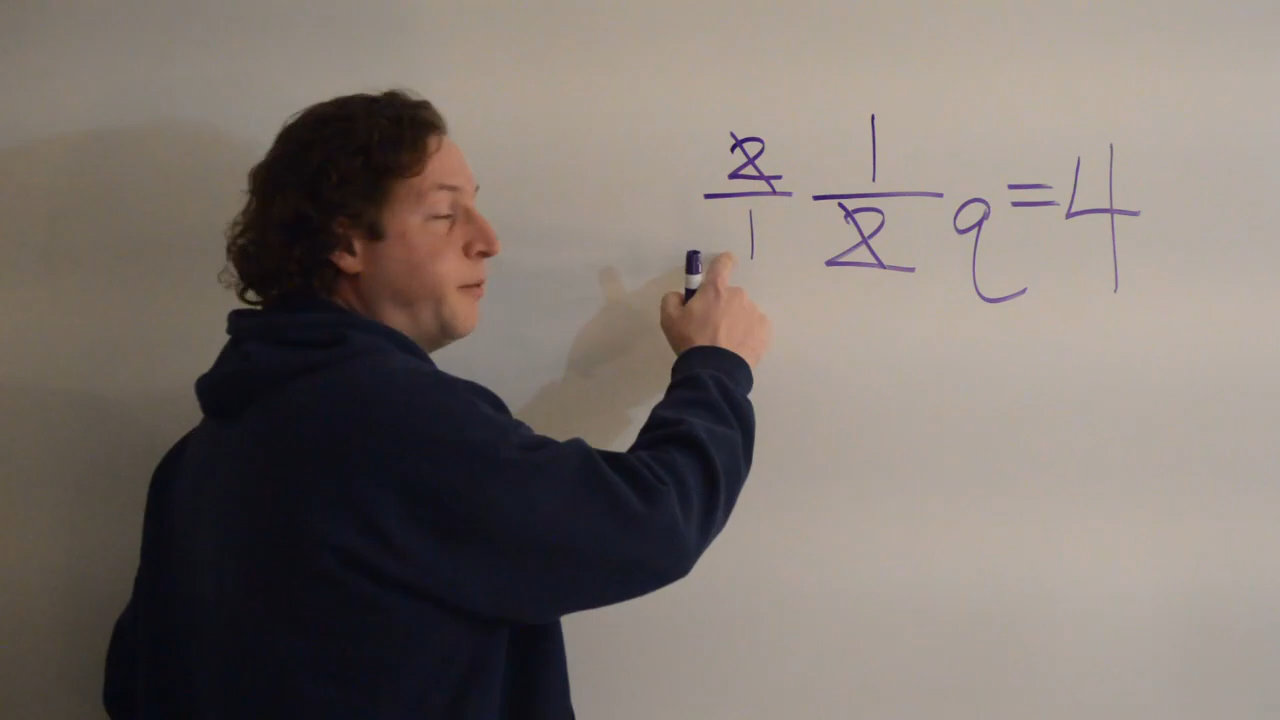 2/1 1/2 q = 4